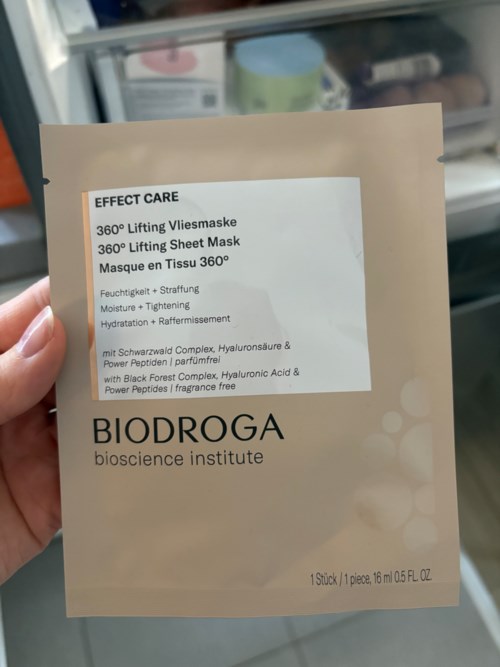 EFFECT CARE
360° Lifting Vliesmaske
360° Lifting Sheet Mask
Masque en Tissu 360°
Feuchtigkeit + Straffung
Moisture + Tightening
Hydratation + Raffermissement
mit Schwarzwald Complex, Hyaluronsäure &
Power Peptiden | parfümfrei
with Black Forest Complex, Hyaluronic Acid &
Power Peptides | fragrance free
BIODROGA
bioscience institute
1 Stück / 1 piece, 16 ml 0.5 FL. OZ.